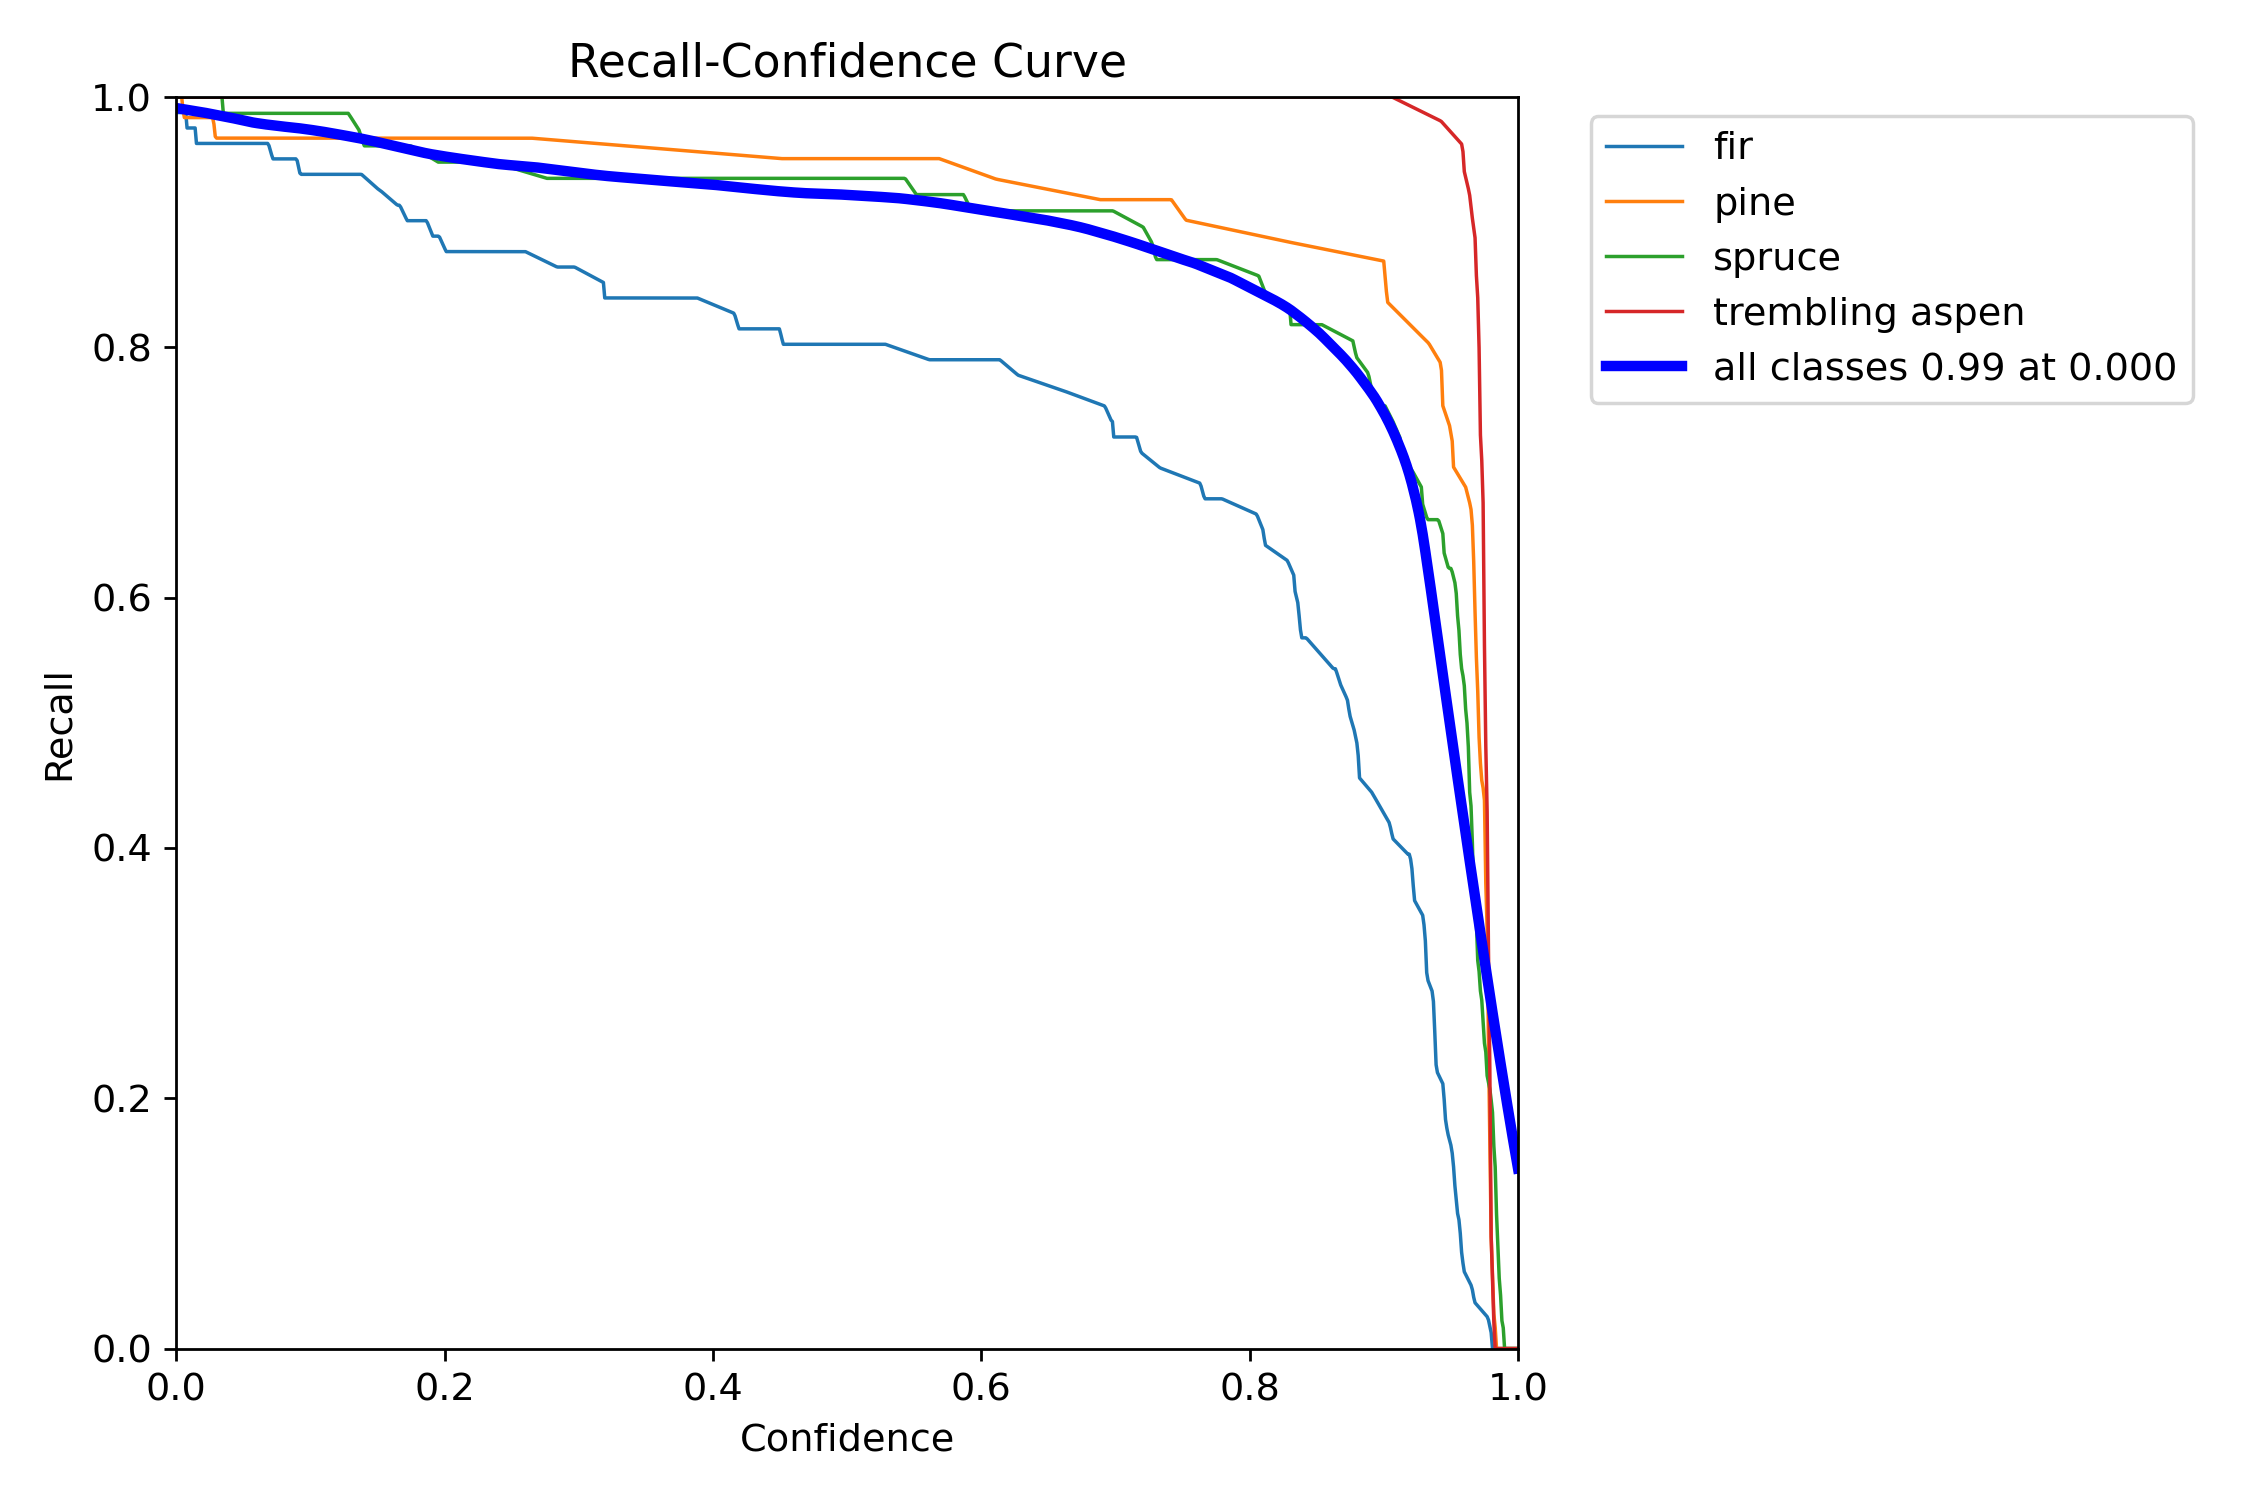 Recall-Confidence Curve
1.0
0.8
0.6
0.4
0.2
0.0
Recall
0.0 0.2 0.4 0.6 0.8 1.0
Confidence
fir
pine
spruce
trembling aspen
all classes 0.99 at 0.000